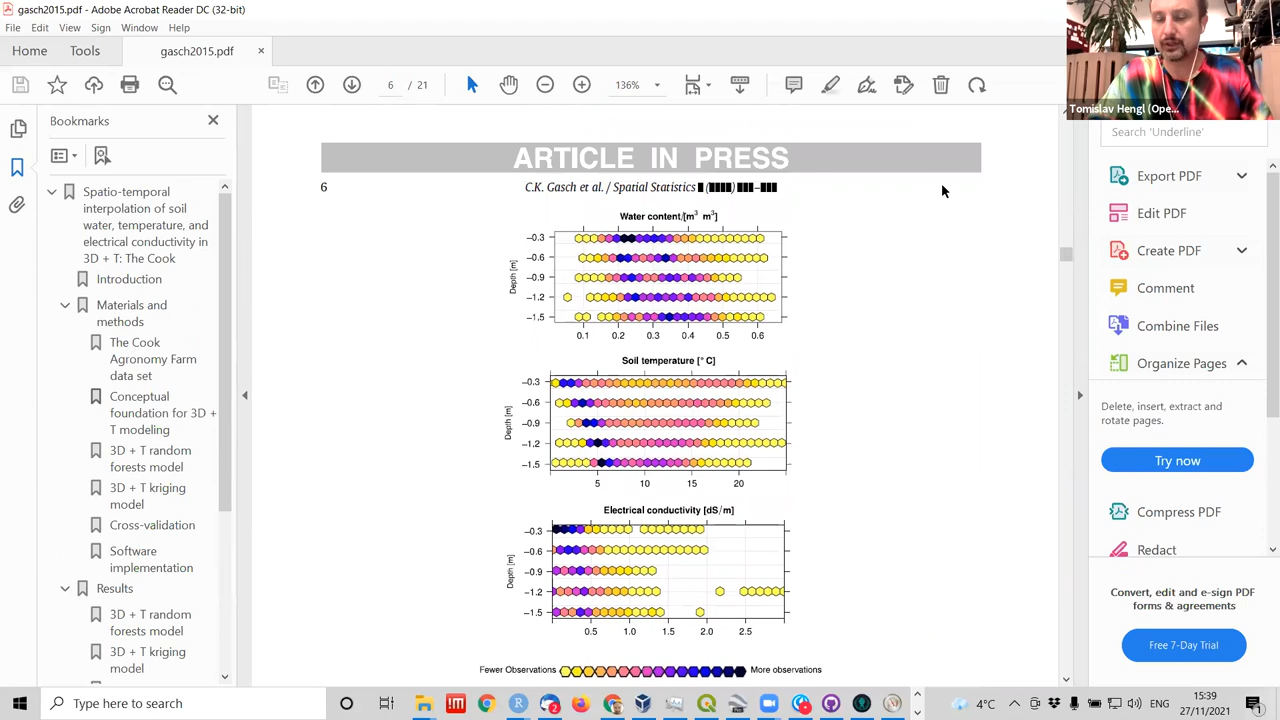 gasch2015.pdf - Adobe Acrobat Reader DC (32-bit)
File Edit View Sign Window Help
Home Tools gasch2015.pdf ×
6 / 21 136%
Tomislav Hengl (Ope...
Bookmarks
Spatio-temporal
interpolation of soil
water, temperature, and
electrical conductivity in
3D + T: The Cook
Introduction
Materials and
methods
The Cook
Agronomy Farm
data set
Conceptual
foundation for 3D +
T modeling
3D + T random
forests model
3D + T kriging
model
Cross-validation
Software
implementation
Results
3D + T random
forests model
3D + T kriging
model
ARTICLE IN PRESS
6 C.K. Gasch et al. / Spatial Statistics ▮ (▮▮▮▮) ▮▮▮–▮▮▮
Water content/[m³ m³]
Depth [m]
−0.3
−0.6
−0.9
−1.2
−1.5
0.1 0.2 0.3 0.4 0.5 0.6
Soil temperature [°C]
Depth [m]
−0.3
−0.6
−0.9
−1.2
−1.5
5 10 15 20
Electrical conductivity [dS/m]
Depth [m]
−0.3
−0.6
−0.9
−1.2
−1.5
0.5 1.0 1.5 2.0 2.5
Fewer Observations More observations
Search 'Underline'
Export PDF
Edit PDF
Create PDF
Comment
Combine Files
Organize Pages
Delete, insert, extract and
rotate pages.
Try now
Compress PDF
Redact
Convert, edit and e-sign PDF
forms & agreements
Free 7-Day Trial
Type here to search
4°C ENG
15:39
27/11/2021